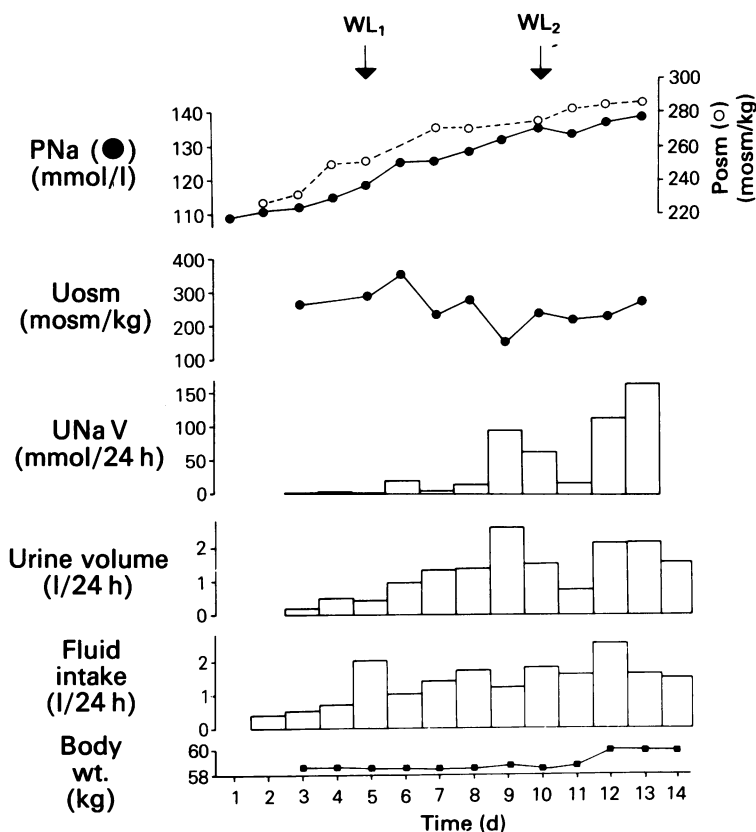 WL₁
WL₂
PNa (●)
(mmol/l)
140
130
120
110
300
280
260
240
220
Posm (○)
(mosm/kg)
Uosm
(mosm/kg)
400
300
200
100
UNa V
(mmol/24 h)
150
100
50
0
Urine volume
(l/24 h)
2
1
0
Fluid
intake
(l/24 h)
2
1
0
Body
wt.
(kg)
60
58
1 2 3 4 5 6 7 8 9 10 11 12 13 14
Time (d)